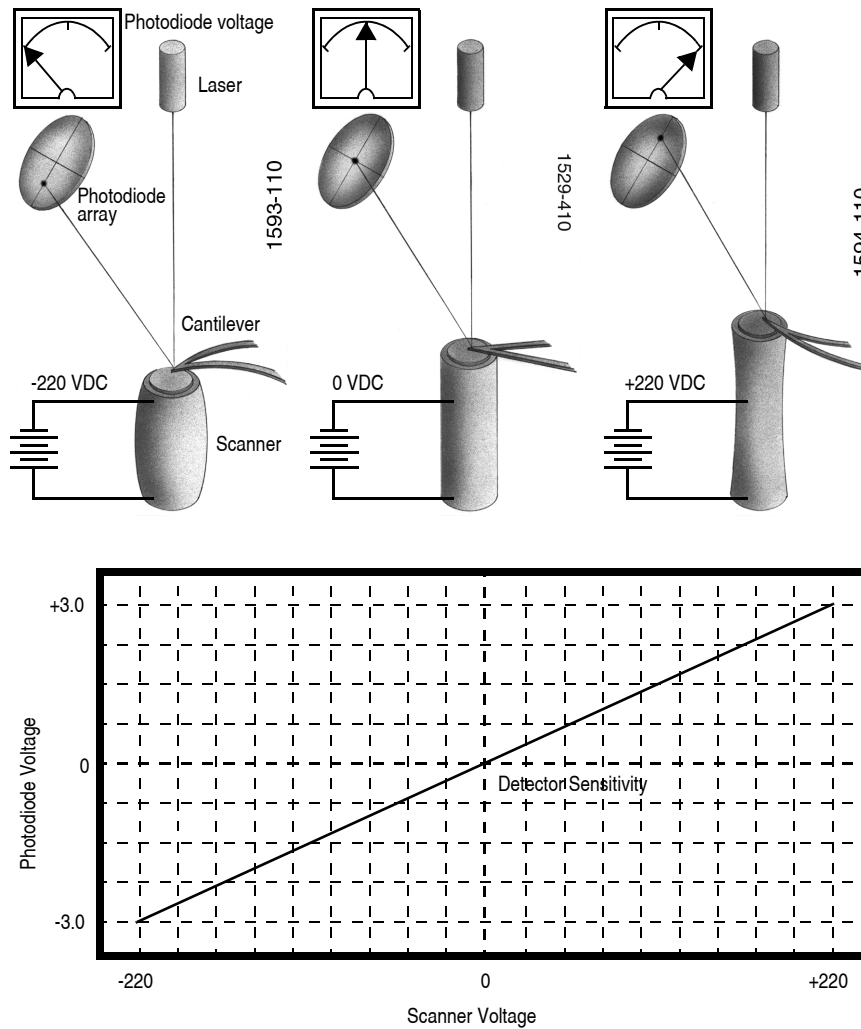 Photodiode voltage
Laser
Photodiode
array
1593-110
1529-410
Cantilever
-220 VDC
0 VDC
+220 VDC
Scanner
+3.0
0
-3.0
Photodiode Voltage
Detector Sensitivity
-220
0
+220
Scanner Voltage